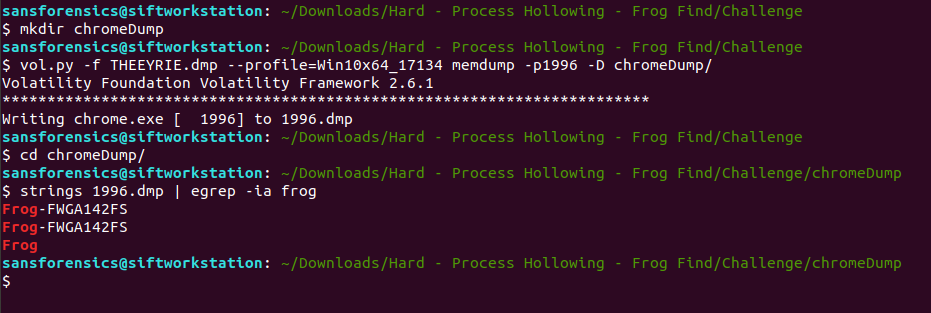 sansforensics@siftworkstation: ~/Downloads/Hard - Process Hollowing - Frog Find/Challenge
$ mkdir chromeDump
sansforensics@siftworkstation: ~/Downloads/Hard - Process Hollowing - Frog Find/Challenge
$ vol.py -f THEEYRIE.dmp --profile=Win10x64_17134 memdump -p1996 -D chromeDump/
Volatility Foundation Volatility Framework 2.6.1
************************************************************************
Writing chrome.exe [  1996] to 1996.dmp
sansforensics@siftworkstation: ~/Downloads/Hard - Process Hollowing - Frog Find/Challenge
$ cd chromeDump/
sansforensics@siftworkstation: ~/Downloads/Hard - Process Hollowing - Frog Find/Challenge/chromeDump
$ strings 1996.dmp | egrep -ia frog
Frog-FWGA142FS
Frog-FWGA142FS
Frog
sansforensics@siftworkstation: ~/Downloads/Hard - Process Hollowing - Frog Find/Challenge/chromeDump
$